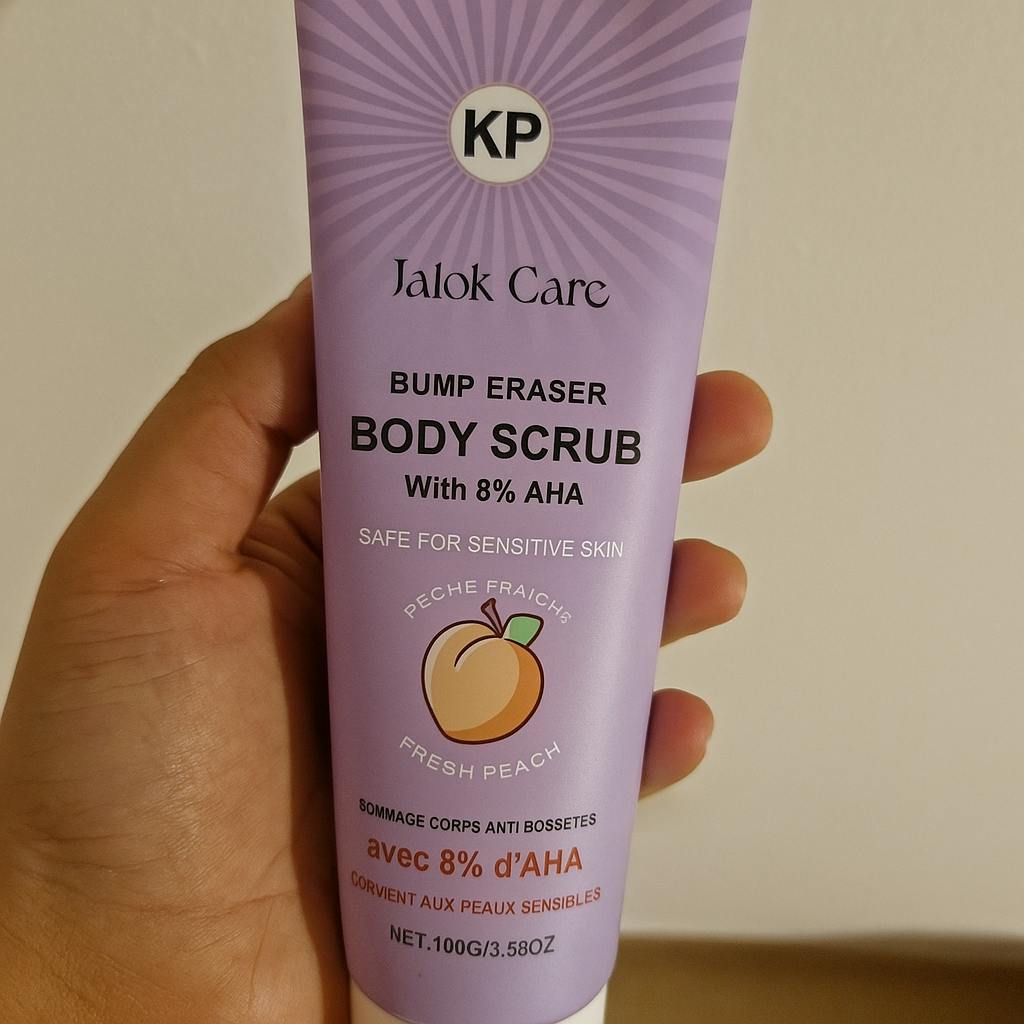 KP
Jalok Care
BUMP ERASER
BODY SCRUB
With 8% AHA
SAFE FOR SENSITIVE SKIN
PECHE FRAICHE
FRESH PEACH
SOMMAGE CORPS ANTI BOSSETES
avec 8% d'AHA
CORVIENT AUX PEAUX SENSIBLES
NET.100G/3.58OZ